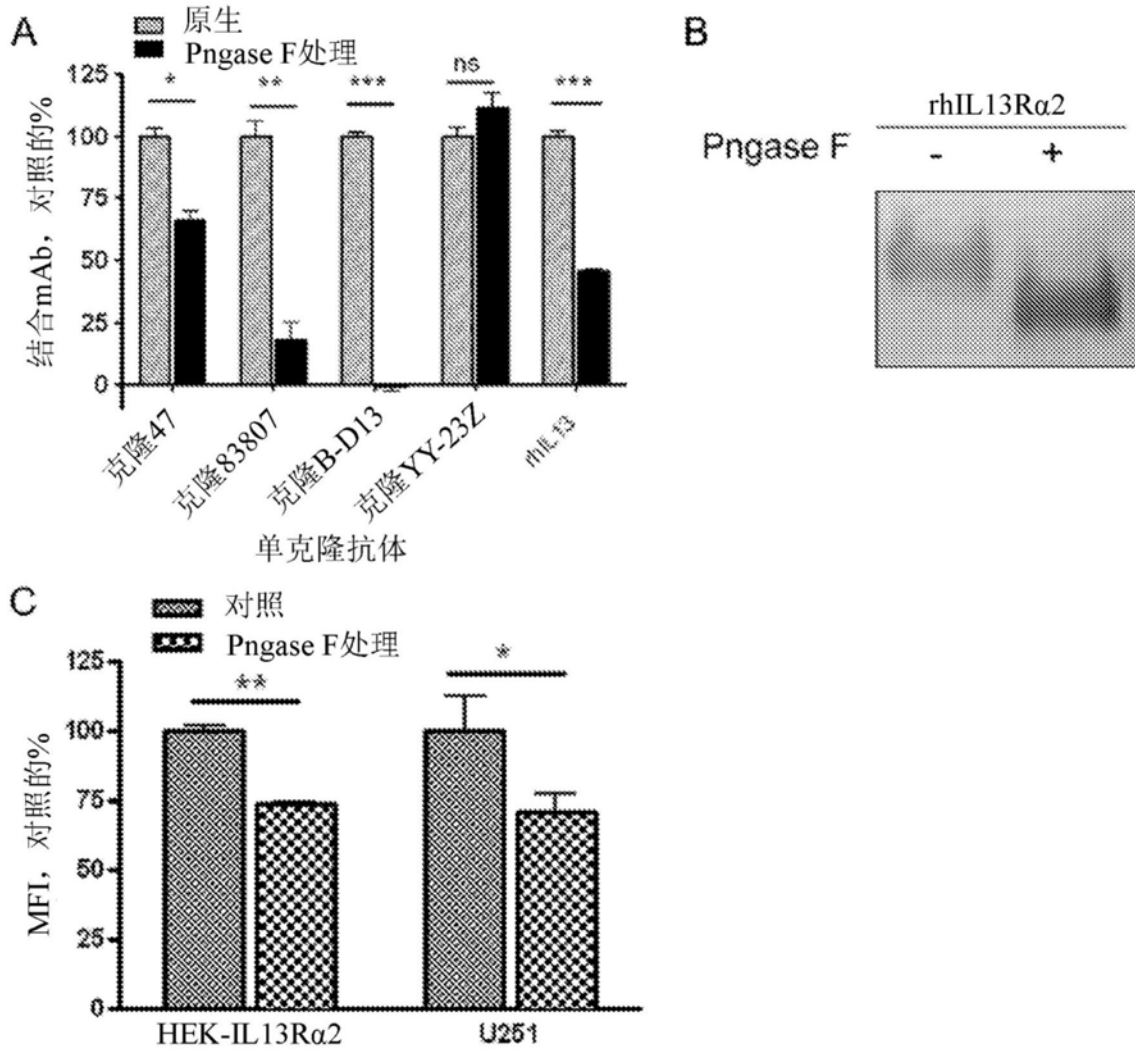 A
原生
Pngase F处理
结合mAb，对照的%
125
100
75
50
25
0
*
**
***
ns
***
克隆47
克隆83807
克隆B-D13
克隆YY-23Z
rhIL13
单克隆抗体
B
rhIL13Rα2
Pngase F - +
C
对照
Pngase F处理
MFI，对照的%
125
100
75
50
25
0
**
*
HEK-IL13Rα2
U251